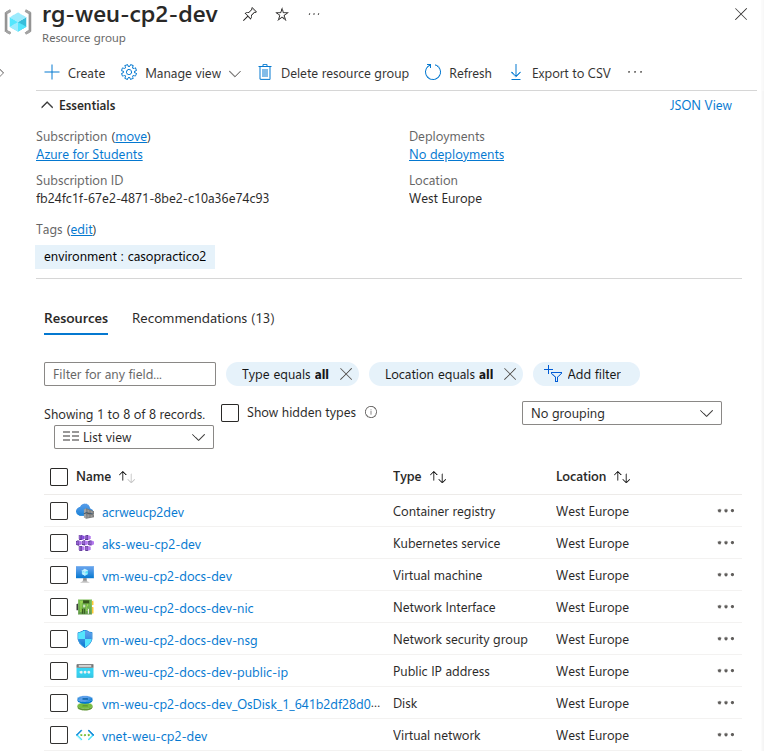 rg-weu-cp2-dev
Resource group
Create Manage view Delete resource group Refresh Export to CSV
Essentials JSON View
Subscription (move) Deployments
Azure for Students No deployments
Subscription ID Location
fb24fc1f-67e2-4871-8be2-c10a36e74c93 West Europe
Tags (edit)
environment : casopractico2
Resources Recommendations (13)
Filter for any field... Type equals all Location equals all Add filter
Showing 1 to 8 of 8 records. Show hidden types No grouping
List view
Name Type Location
acrweucp2dev Container registry West Europe
aks-weu-cp2-dev Kubernetes service West Europe
vm-weu-cp2-docs-dev Virtual machine West Europe
vm-weu-cp2-docs-dev-nic Network Interface West Europe
vm-weu-cp2-docs-dev-nsg Network security group West Europe
vm-weu-cp2-docs-dev-public-ip Public IP address West Europe
vm-weu-cp2-docs-dev_OsDisk_1_641b2df28d0... Disk West Europe
vnet-weu-cp2-dev Virtual network West Europe